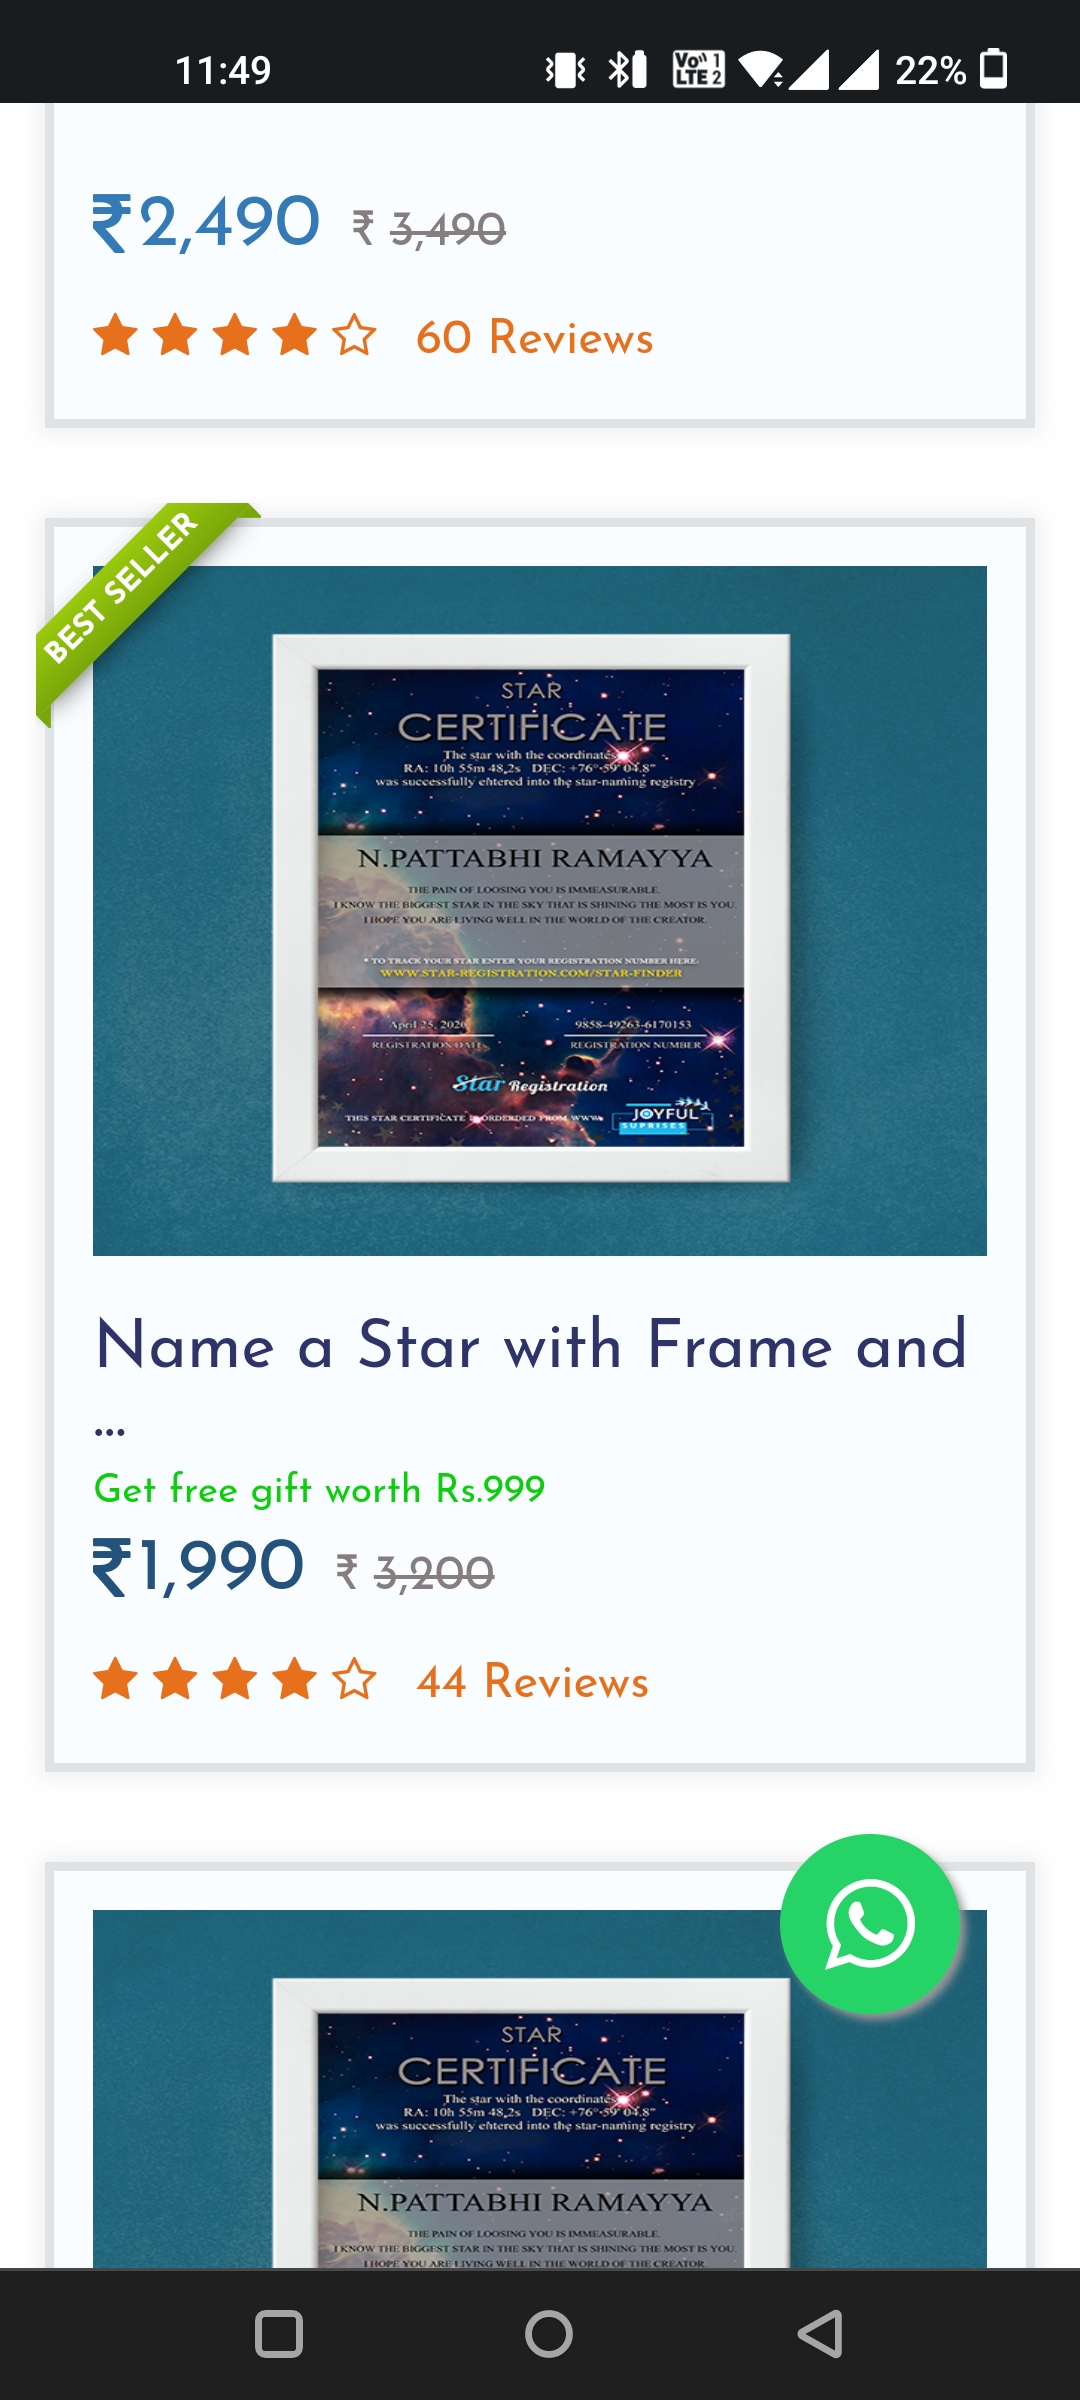 11:49 Vo)) 1 LTE 2 22%
₹2,490 ₹ 3,490
60 Reviews
BEST SELLER
STAR
CERTIFICATE
The star with the coordinates
RA: 10h 55m 48,2s DEC: +76°-59' 04.8"
was successfully entered into the star-naming registry
N.PATTABHI RAMAYYA
THE PAIN OF LOOSING YOU IS IMMEASURABLE.
I KNOW THE BIGGEST STAR IN THE SKY THAT IS SHINING THE MOST IS YOU.
I HOPE YOU ARE LIVING WELL IN THE WORLD OF THE CREATOR.
* TO TRACK YOUR STAR ENTER YOUR REGISTRATION NUMBER HERE.
WWW.STAR-REGISTRATION.COM/STAR-FINDER
April 25, 2020 9858-49263-6170153
REGISTRATION DATE REGISTRATION NUMBER
Star Registration
THIS STAR CERTIFICATE IS ORDERDED FROM WWW.
JOYFUL
SUPRISES
Name a Star with Frame and
...
Get free gift worth Rs.999
₹1,990 ₹ 3,200
44 Reviews
STAR
CERTIFICATE
The star with the coordinates
RA: 10h 55m 48,2s DEC: +76°-59' 04.8"
was successfully entered into the star-naming registry
N.PATTABHI RAMAYYA
THE PAIN OF LOOSING YOU IS IMMEASURABLE.
I KNOW THE BIGGEST STAR IN THE SKY THAT IS SHINING THE MOST IS YOU.
I HOPE YOU ARE LIVING WELL IN THE WORLD OF THE CREATOR.